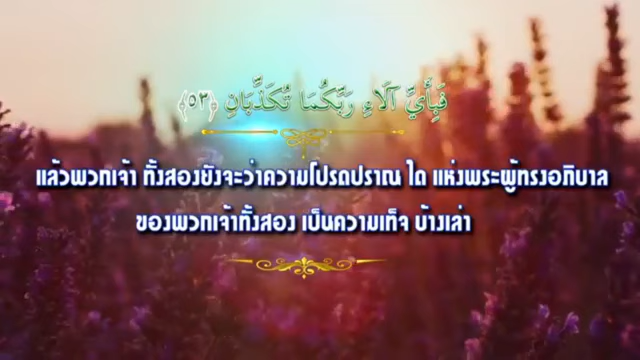 فَبِأَيِّ آلَاءِ رَبِّكُمَا تُكَذِّبَانِ ﴿٥٣﴾
แล้วพวกเจ้า ทั้งสองยังจะว่าความโปรดปราณ ใด แห่งพระผู้ทรงอภิบาล
ของพวกเจ้าทั้งสอง เป็นความเท็จ บ้างเล่า